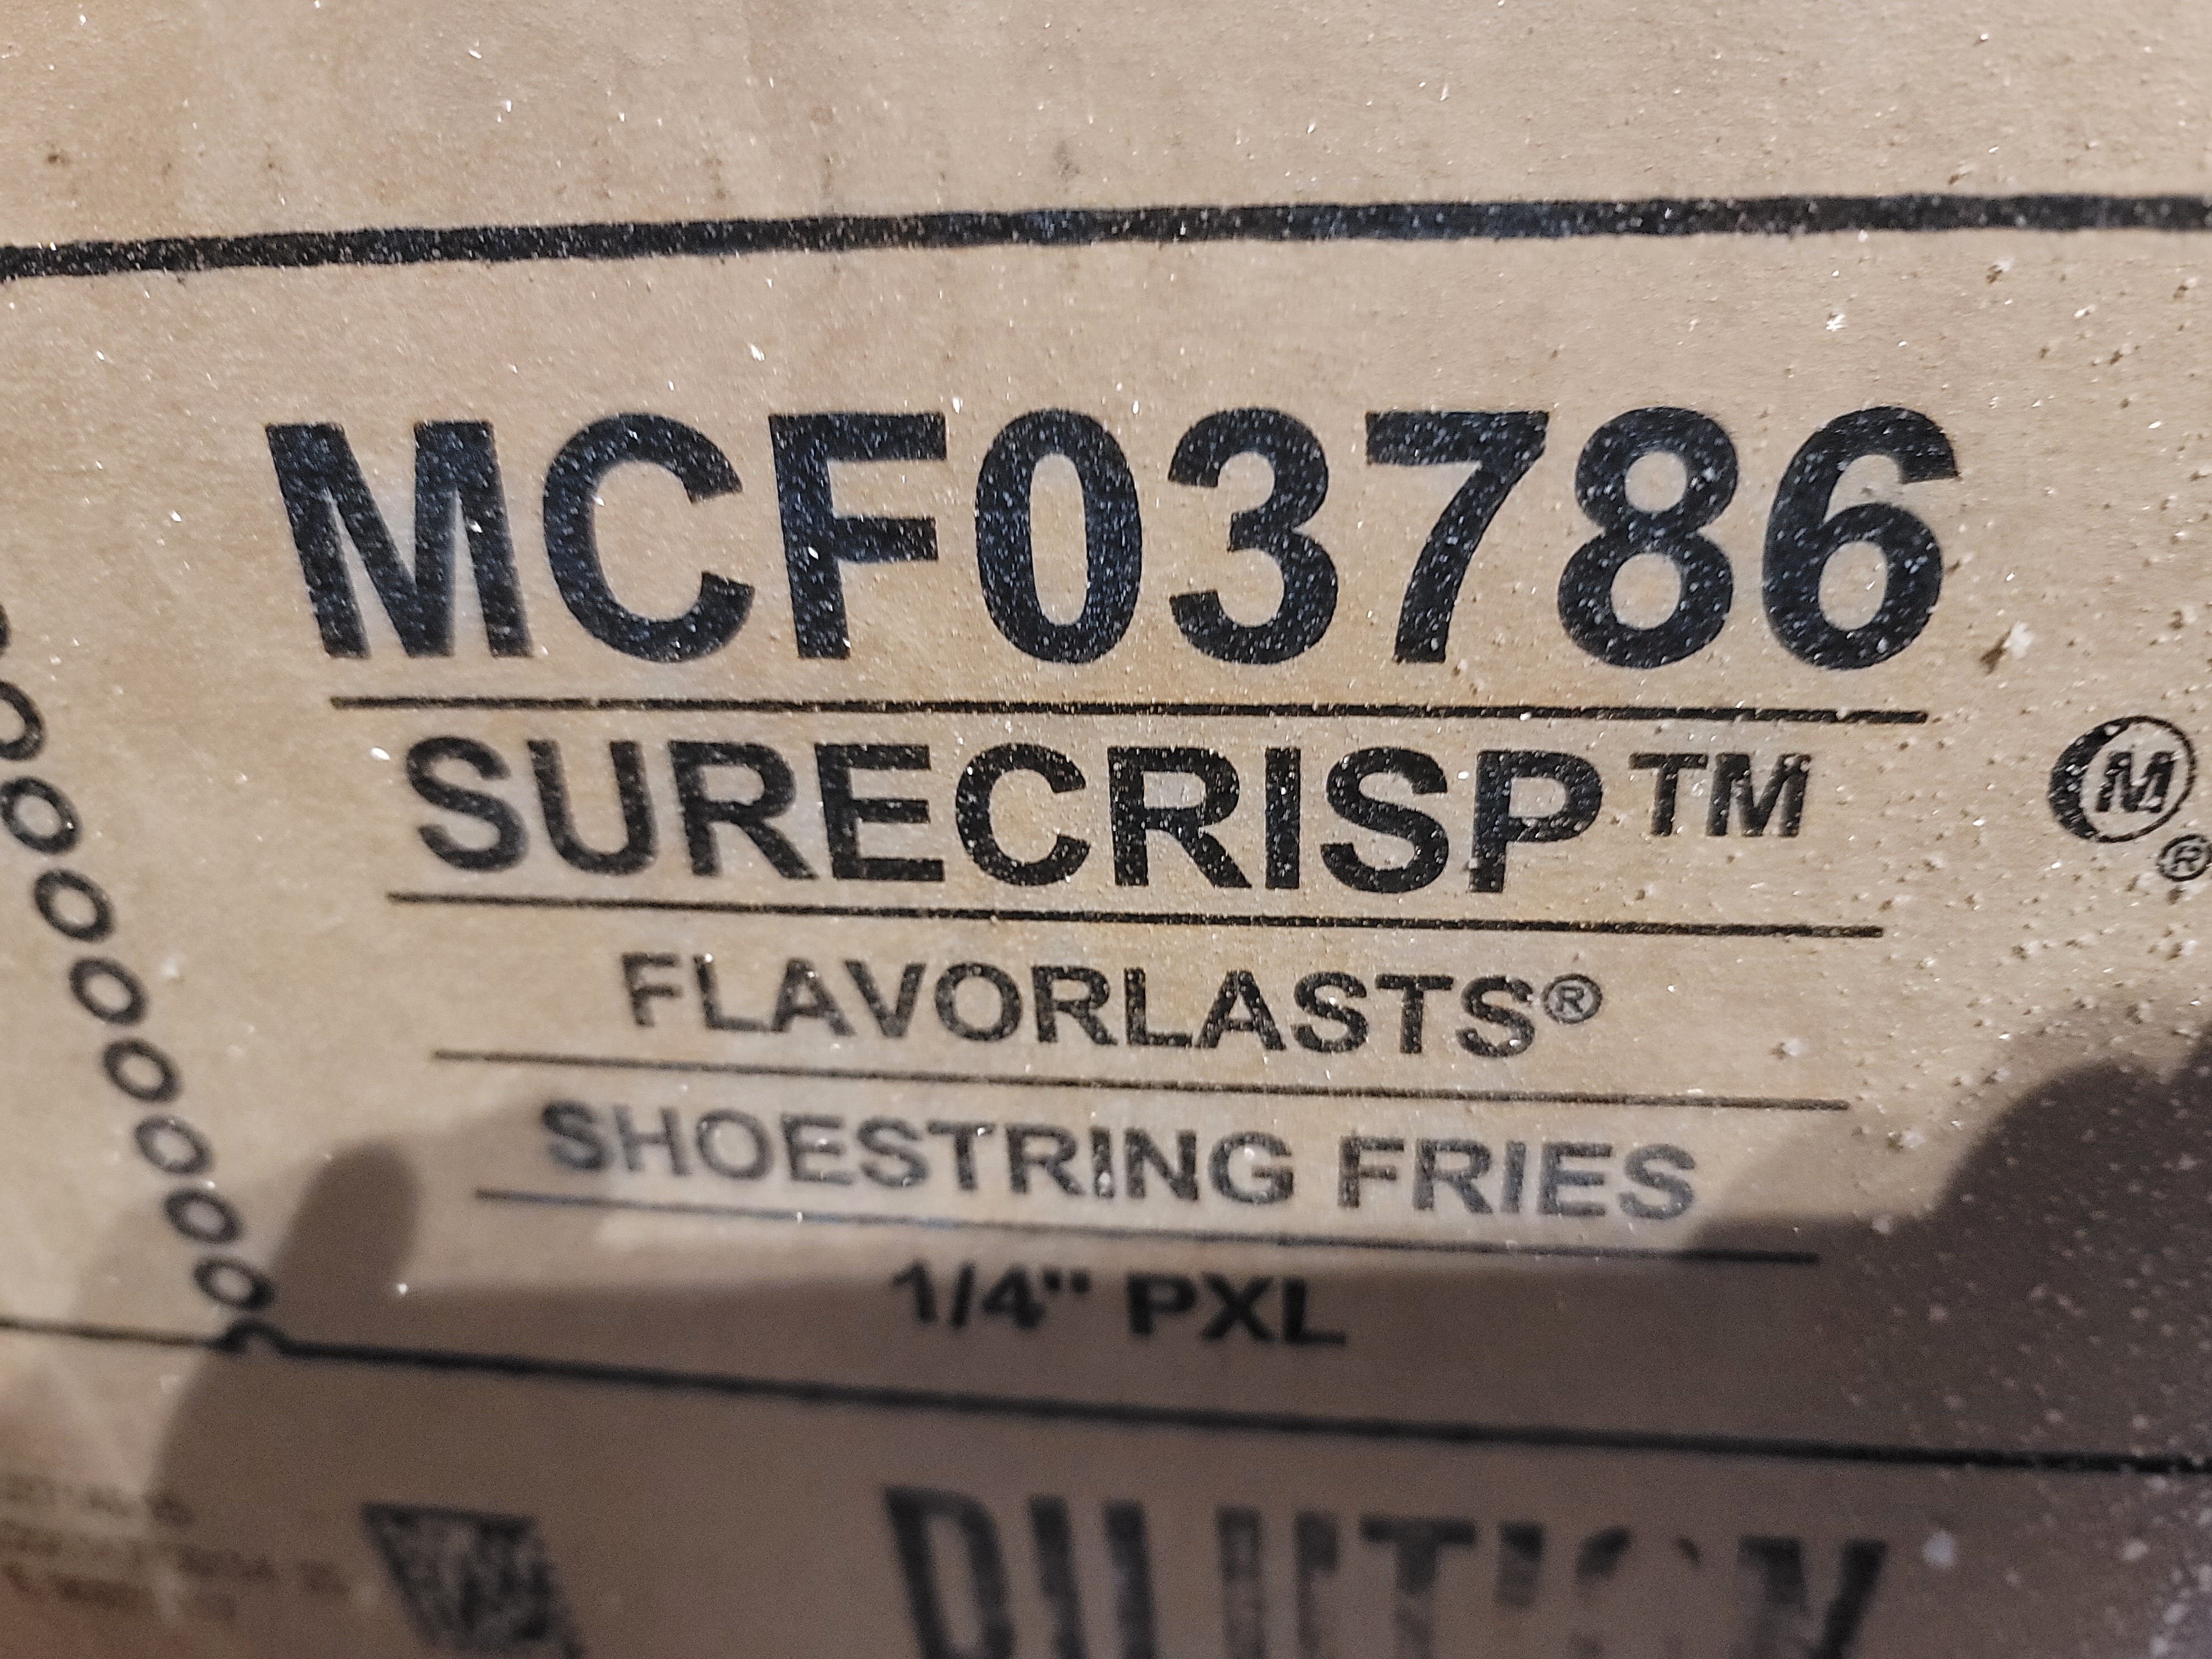 MCF03786
SURECRISP™
M
®
FLAVORLASTS®
SHOESTRING FRIES
1/4" PXL